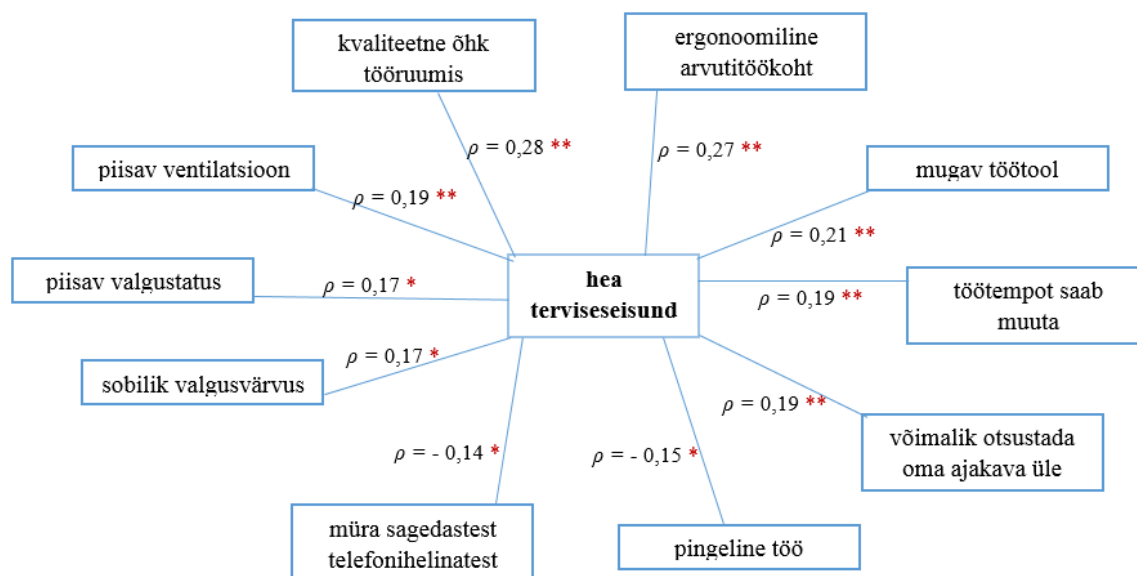 kvaliteetne õhk
tööruumis
ergonoomiline
arvutitöökoht
ρ = 0,28 **
ρ = 0,27 **
piisav ventilatsioon
mugav töötool
ρ = 0,19 **
ρ = 0,21 **
piisav valgustatus
ρ = 0,17 *
hea
terviseseisund
ρ = 0,19 **
töötempot saab
muuta
sobilik valgusvärvus
ρ = 0,17 *
ρ = 0,19 **
võimalik otsustada
oma ajakava üle
ρ = - 0,14 *
ρ = - 0,15 *
müra sagedastest
telefonihelinatest
pingeline töö